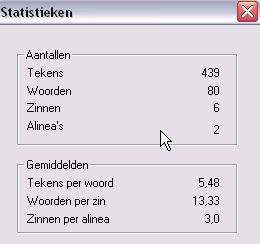 Statistieken
Aantallen
Tekens 439
Woorden 80
Zinnen 6
Alinea's 2
Gemiddelden
Tekens per woord 5,48
Woorden per zin 13,33
Zinnen per alinea 3,0